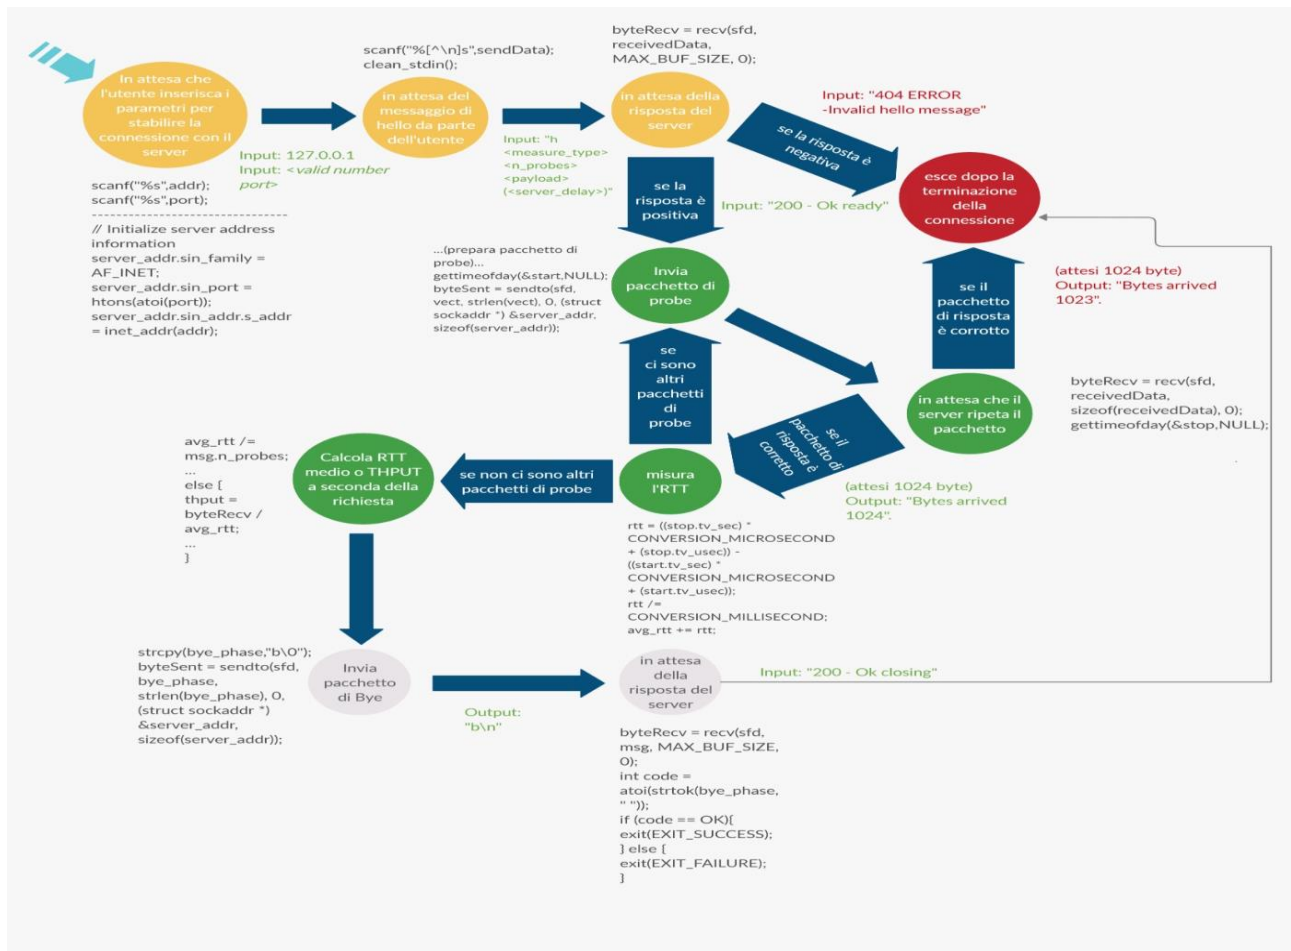 In attesa che
l'utente inserisca i
parametri per
stabilire la
connessione con il
server
scanf("%s",addr);
scanf("%s",port);
--------------------------------
// Initialize server address
information
server_addr.sin_family =
AF_INET;
server_addr.sin_port =
htons(atoi(port));
server_addr.sin_addr.s_addr
= inet_addr(addr);
Input: 127.0.0.1
Input: <valid number
port>
scanf("%[^\n]s",sendData);
clean_stdin();
in attesa del
messaggio di
hello da parte
dell'utente
Input: "h
<measure_type>
<n_probes>
<payload>
(<server_delay>)"
byteRecv = recv(sfd,
receivedData,
MAX_BUF_SIZE, 0);
in attesa della
risposta del
server
se la risposta è
negativa
Input: "404 ERROR
-Invalid hello message"
esce dopo la
terminazione
della
connessione
se la
risposta è
positiva
Input: "200 - Ok ready"
...(prepara pacchetto di
probe)...
gettimeofday(&start,NULL);
byteSent = sendto(sfd,
vect, strlen(vect), 0, (struct
sockaddr *) &server_addr,
sizeof(server_addr));
Invia
pacchetto di
probe
(attesi 1024 byte)
Output: "Bytes arrived
1023".
se il
pacchetto
di risposta
è corrotto
in attesa che il
server ripeta il
pacchetto
byteRecv = recv(sfd,
receivedData,
sizeof(receivedData), 0);
gettimeofday(&stop,NULL);
se il
pacchetto di
risposta è
corretto
(attesi 1024 byte)
Output: "Bytes arrived
1024".
se
ci sono
altri
pacchetti
di
probe
misura
l'RTT
rtt = ((stop.tv_sec) *
CONVERSION_MICROSECOND
+ (stop.tv_usec)) -
((start.tv_sec) *
CONVERSION_MICROSECOND
+ (start.tv_usec));
rtt /=
CONVERSION_MILLISECOND;
avg_rtt += rtt;
se non ci sono altri
pacchetti di probe
Calcola RTT
medio o THPUT
a seconda della
richiesta
avg_rtt /=
msg.n_probes;
...
else {
thput =
byteRecv /
avg_rtt;
...
}
strcpy(bye_phase,"b\0");
byteSent = sendto(sfd,
bye_phase,
strlen(bye_phase), 0,
(struct sockaddr *)
&server_addr,
sizeof(server_addr));
Invia
pacchetto
di Bye
Output:
"b\n"
in attesa
della
risposta del
server
Input: "200 - Ok closing"
byteRecv = recv(sfd,
msg, MAX_BUF_SIZE,
0);
int code =
atoi(strtok(bye_phase,
" "));
if (code == OK){
exit(EXIT_SUCCESS);
} else {
exit(EXIT_FAILURE);
}